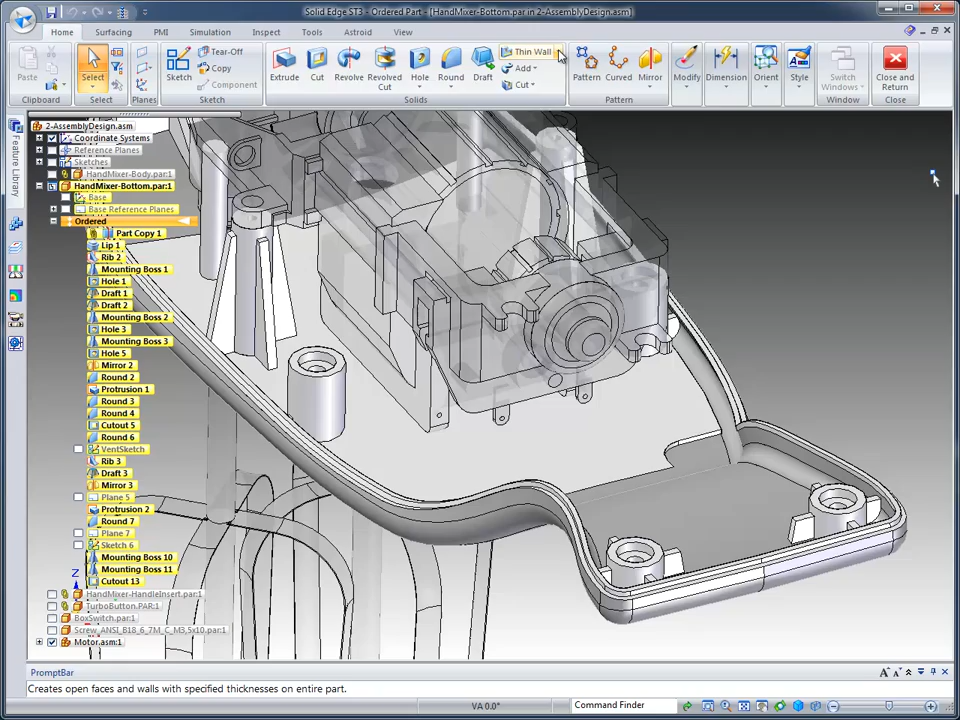 Solid Edge ST3 - Ordered Part - [HandMixer-Bottom.par in 2-AssemblyDesign.asm]
Home Surfacing PMI Simulation Inspect Tools Astroid View
Paste
Select
Planes
Sketch
Tear-Off
Copy
Component
Extrude
Cut
Revolve
Revolved Cut
Hole
Round
Draft
Thin Wall
Add
Cut
Pattern
Curved
Mirror
Modify
Dimension
Orient
Style
Switch Windows
Close and Return
Clipboard Select Planes Sketch Solids Pattern Window Close
Feature Library
2-AssemblyDesign.asm
Coordinate Systems
Reference Planes
Sketches
HandMixer-Body.par:1
HandMixer-Bottom.par:1
Base
Base Reference Planes
Ordered
Part Copy 1
Lip 1
Rib 2
Mounting Boss 1
Hole 1
Draft 1
Draft 2
Mounting Boss 2
Hole 3
Mounting Boss 3
Hole 5
Mirror 2
Round 2
Protrusion 1
Round 3
Round 4
Cutout 5
Round 6
VentSketch
Rib 3
Draft 3
Mirror 3
Plane 5
Protrusion 2
Round 7
Plane 7
Sketch 6
Mounting Boss 10
Mounting Boss 11
Cutout 13
Z
HandMixer-HandleInsert.par:1
TurboButton.PAR:1
BoxSwitch.par:1
Screw_ANSI_B18_6_7M_C_M3,5x10.par:1
Motor.asm:1
PromptBar
Creates open faces and walls with specified thicknesses on entire part.
VA 0.0°
Command Finder